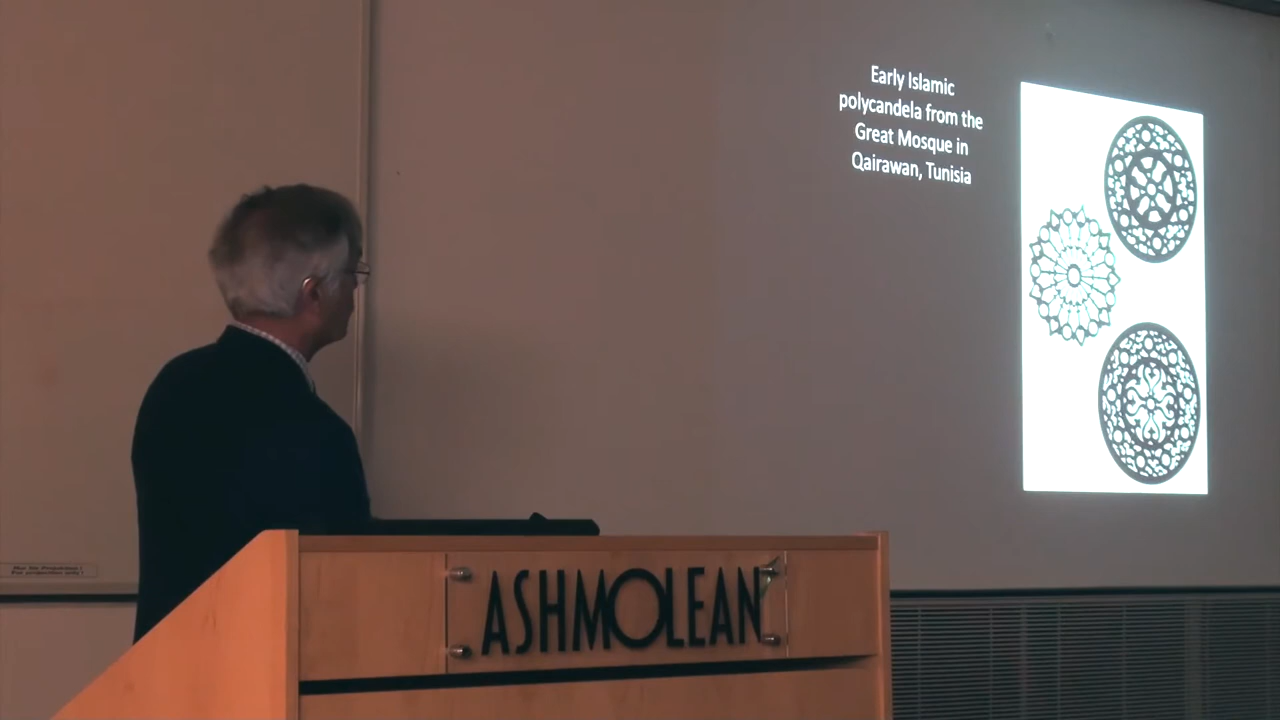 Early Islamic
polycandela from the
Great Mosque in
Qairawan, Tunisia
ASHMOLEAN